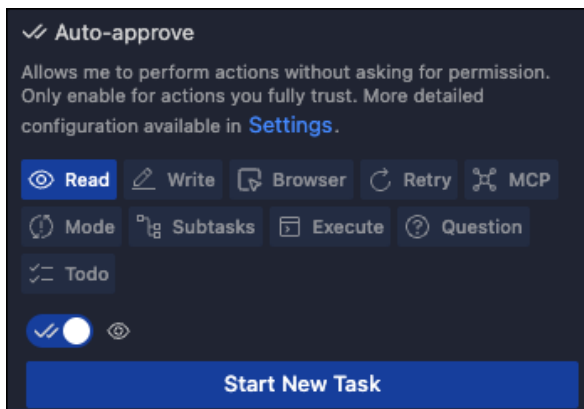 Auto-approve
Allows me to perform actions without asking for permission.
Only enable for actions you fully trust. More detailed
configuration available in Settings.
Read Write Browser Retry MCP
Mode Subtasks Execute Question
Todo
Start New Task